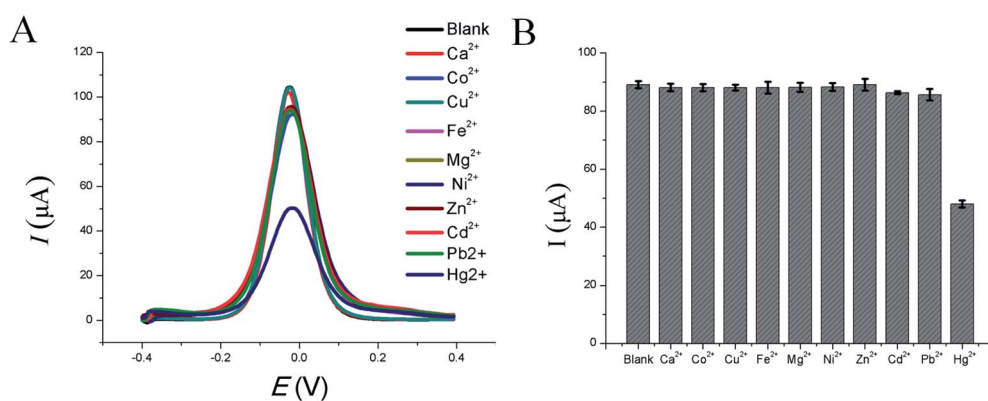 A
I (μA)
120
100
80
60
40
20
0
-0.4
-0.2
0.0
0.2
0.4
E (V)
Blank
Ca²⁺
Co²⁺
Cu²⁺
Fe²⁺
Mg²⁺
Ni²⁺
Zn²⁺
Cd²⁺
Pb2+
Hg2+
B
I (μA)
100
80
60
40
20
0
Blank Ca²⁺ Co²⁺ Cu²⁺ Fe²⁺ Mg²⁺ Ni²⁺ Zn²⁺ Cd²⁺ Pb²⁺ Hg²⁺